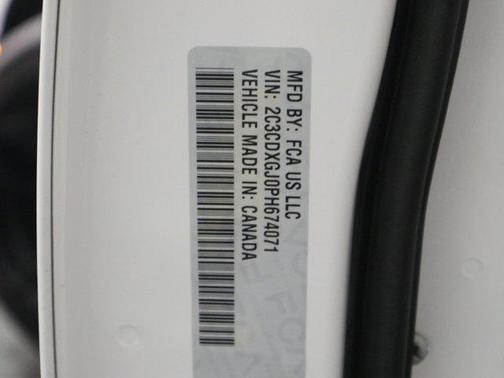 MFD BY: FCA US LLC
VIN: 2C3CDXGJ0PH674071
VEHICLE MADE IN: CANADA